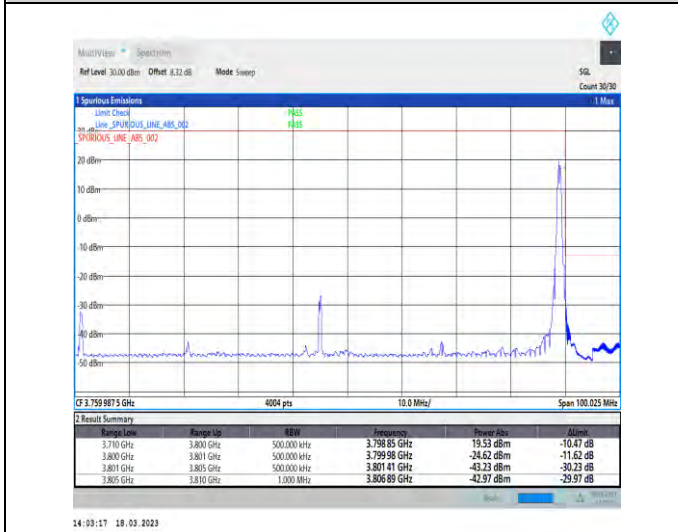 MultiView Spectrum
Ref Level 30.00 dBm Offset 8.32 dB Mode Sweep SGL
Count 30/30
1 Spurious Emissions 1 Max
Limit Check PASS
Line _SPURIOUS_LINE_ABS_002 PASS
30 dBm
_SPURIOUS_LINE_ABS_002
20 dBm
10 dBm
0 dBm
-10 dBm
-20 dBm
-30 dBm
-40 dBm
-50 dBm
CF 3.759 987 5 GHz 4004 pts 10.0 MHz/ Span 100.025 MHz
2 Result Summary
Range Low Range Up RBW Frequency Power Abs ΔLimit
3.710 GHz 3.800 GHz 500.000 kHz 3.798 85 GHz 19.53 dBm -10.47 dB
3.800 GHz 3.801 GHz 500.000 kHz 3.799 98 GHz -24.62 dBm -11.62 dB
3.801 GHz 3.805 GHz 500.000 kHz 3.801 41 GHz -43.23 dBm -30.23 dB
3.805 GHz 3.810 GHz 1.000 MHz 3.806 89 GHz -42.97 dBm -29.97 dB
14:03:17 18.03.2023